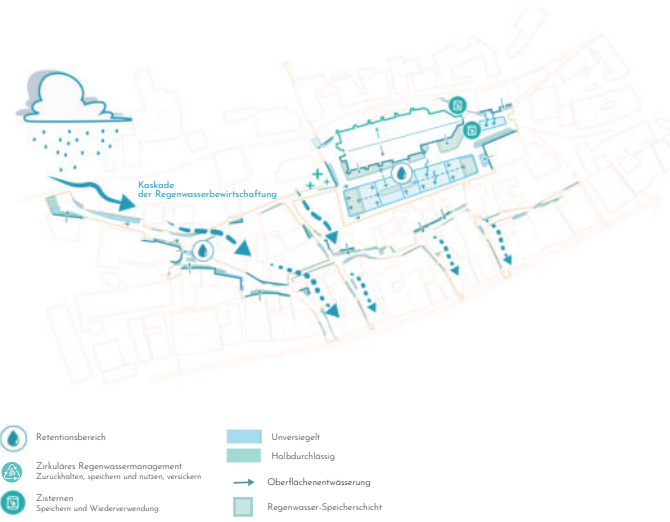 Kaskade
der Regenwasserbewirtschaftung
Retentionsbereich
Zirkuläres Regenwassermanagement
Zurückhalten, speichern und nutzen, versickern
Zisternen
Speichern und Wiederverwendung
Unversiegelt
Halbdurchlässig
Oberflächenentwässerung
Regenwasser-Speicherschicht